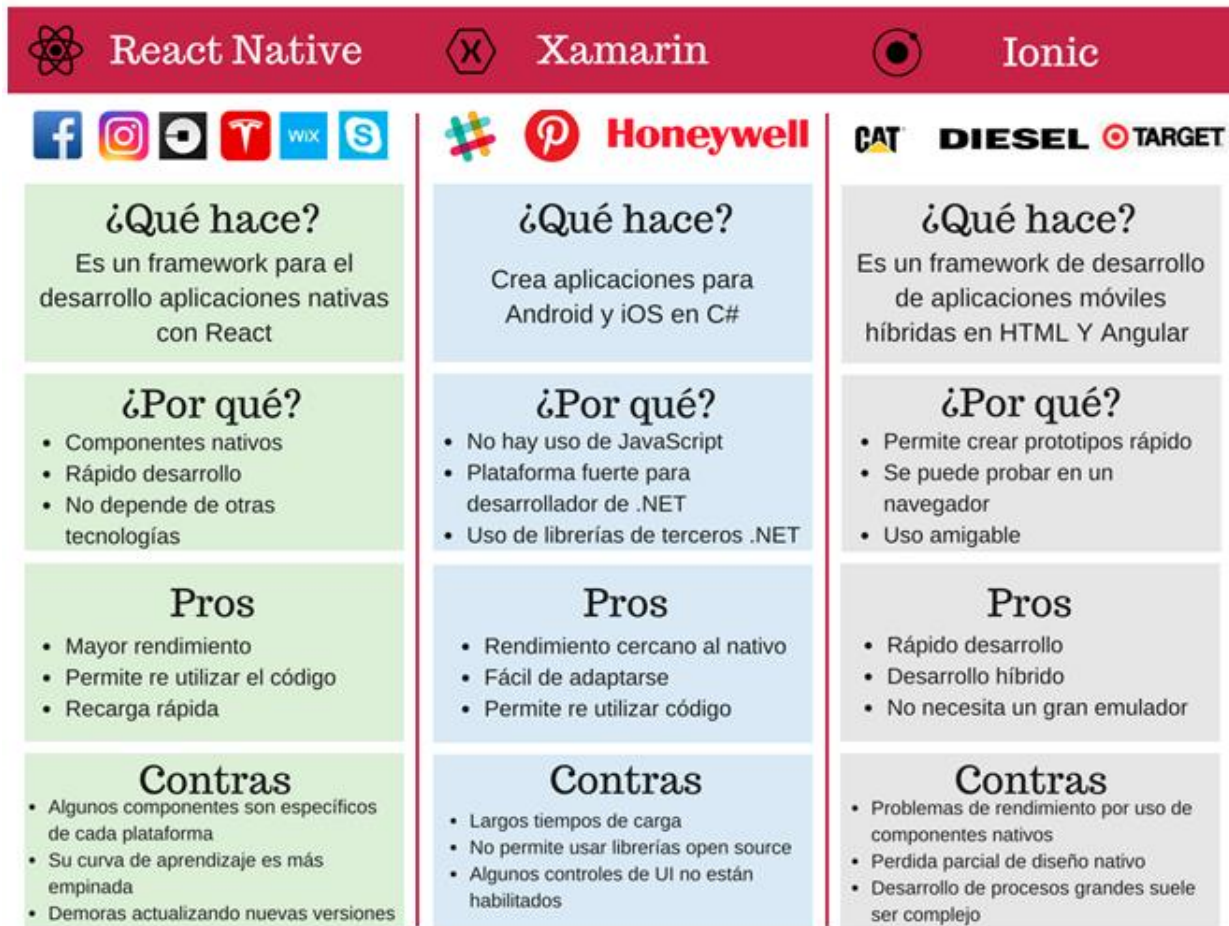 React Native
Xamarin
Ionic
f
WiX
S
Honeywell
CAT
DIESEL
TARGET
¿Qué hace?
Es un framework para el
desarrollo aplicaciones nativas
con React
¿Por qué?
• Componentes nativos
• Rápido desarrollo
• No depende de otras
tecnologías
Pros
• Mayor rendimiento
• Permite re utilizar el código
• Recarga rápida
Contras
• Algunos componentes son específicos
de cada plataforma
• Su curva de aprendizaje es más
empinada
• Demoras actualizando nuevas versiones
¿Qué hace?
Crea aplicaciones para
Android y iOS en C#
¿Por qué?
• No hay uso de JavaScript
• Plataforma fuerte para
desarrollador de .NET
• Uso de librerías de terceros .NET
Pros
• Rendimiento cercano al nativo
• Fácil de adaptarse
• Permite re utilizar código
Contras
• Largos tiempos de carga
• No permite usar librerías open source
• Algunos controles de UI no están
habilitados
¿Qué hace?
Es un framework de desarrollo
de aplicaciones móviles
híbridas en HTML Y Angular
¿Por qué?
• Permite crear prototipos rápido
• Se puede probar en un
navegador
• Uso amigable
Pros
• Rápido desarrollo
• Desarrollo híbrido
• No necesita un gran emulador
Contras
• Problemas de rendimiento por uso de
componentes nativos
• Perdida parcial de diseño nativo
• Desarrollo de procesos grandes suele
ser complejo